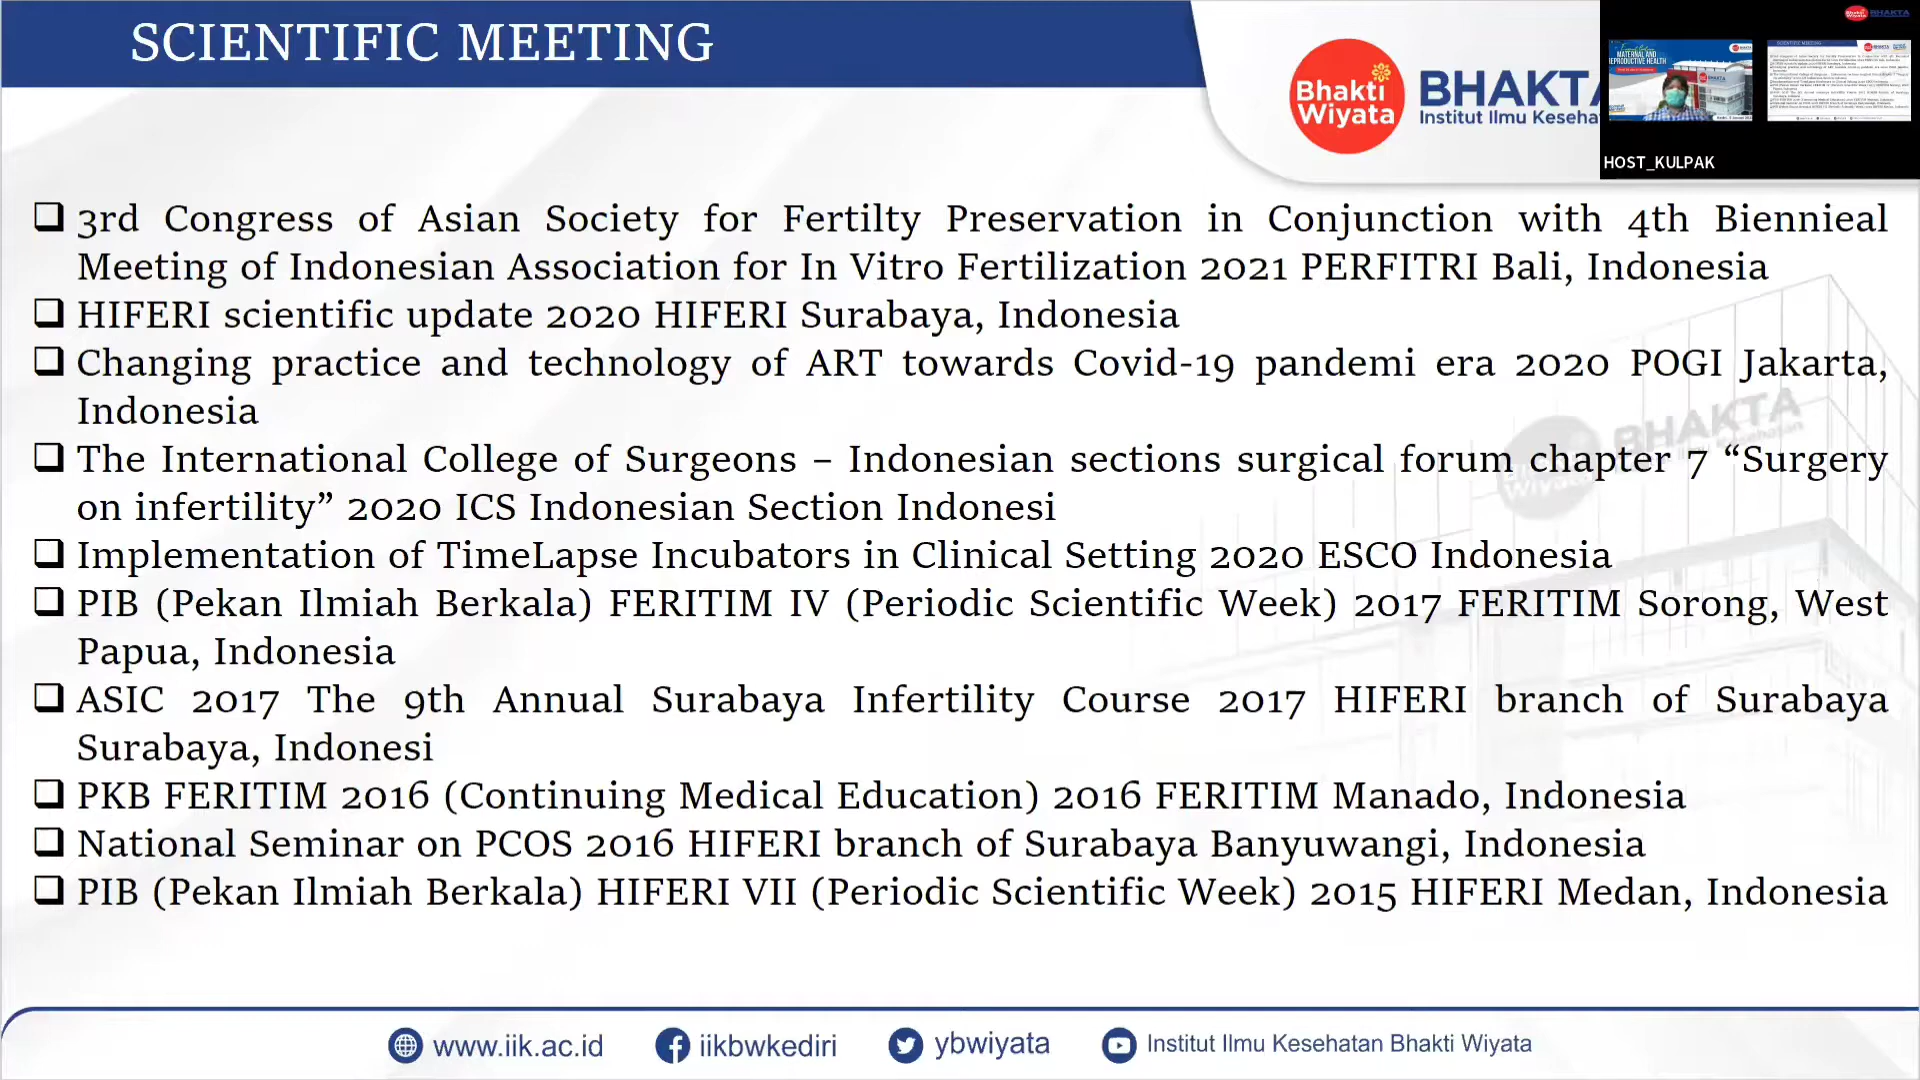 SCIENTIFIC MEETING
Bhakti
Wiyata
BHAKTA
Institut Ilmu Keseha
MATERNAL AND
REPRODUCTIVE HEALTH
HOST_KULPAK
3rd Congress of Asian Society for Fertilty Preservation in Conjunction with 4th Biennieal
Meeting of Indonesian Association for In Vitro Fertilization 2021 PERFITRI Bali, Indonesia
HIFERI scientific update 2020 HIFERI Surabaya, Indonesia
Changing practice and technology of ART towards Covid-19 pandemi era 2020 POGI Jakarta,
Indonesia
The International College of Surgeons – Indonesian sections surgical forum chapter 7 “Surgery
on infertility” 2020 ICS Indonesian Section Indonesi
Implementation of TimeLapse Incubators in Clinical Setting 2020 ESCO Indonesia
PIB (Pekan Ilmiah Berkala) FERITIM IV (Periodic Scientific Week) 2017 FERITIM Sorong, West
Papua, Indonesia
ASIC 2017 The 9th Annual Surabaya Infertility Course 2017 HIFERI branch of Surabaya
Surabaya, Indonesi
PKB FERITIM 2016 (Continuing Medical Education) 2016 FERITIM Manado, Indonesia
National Seminar on PCOS 2016 HIFERI branch of Surabaya Banyuwangi, Indonesia
PIB (Pekan Ilmiah Berkala) HIFERI VII (Periodic Scientific Week) 2015 HIFERI Medan, Indonesia
www.iik.ac.id
iikbwkediri
ybwiyata
Institut Ilmu Kesehatan Bhakti Wiyata